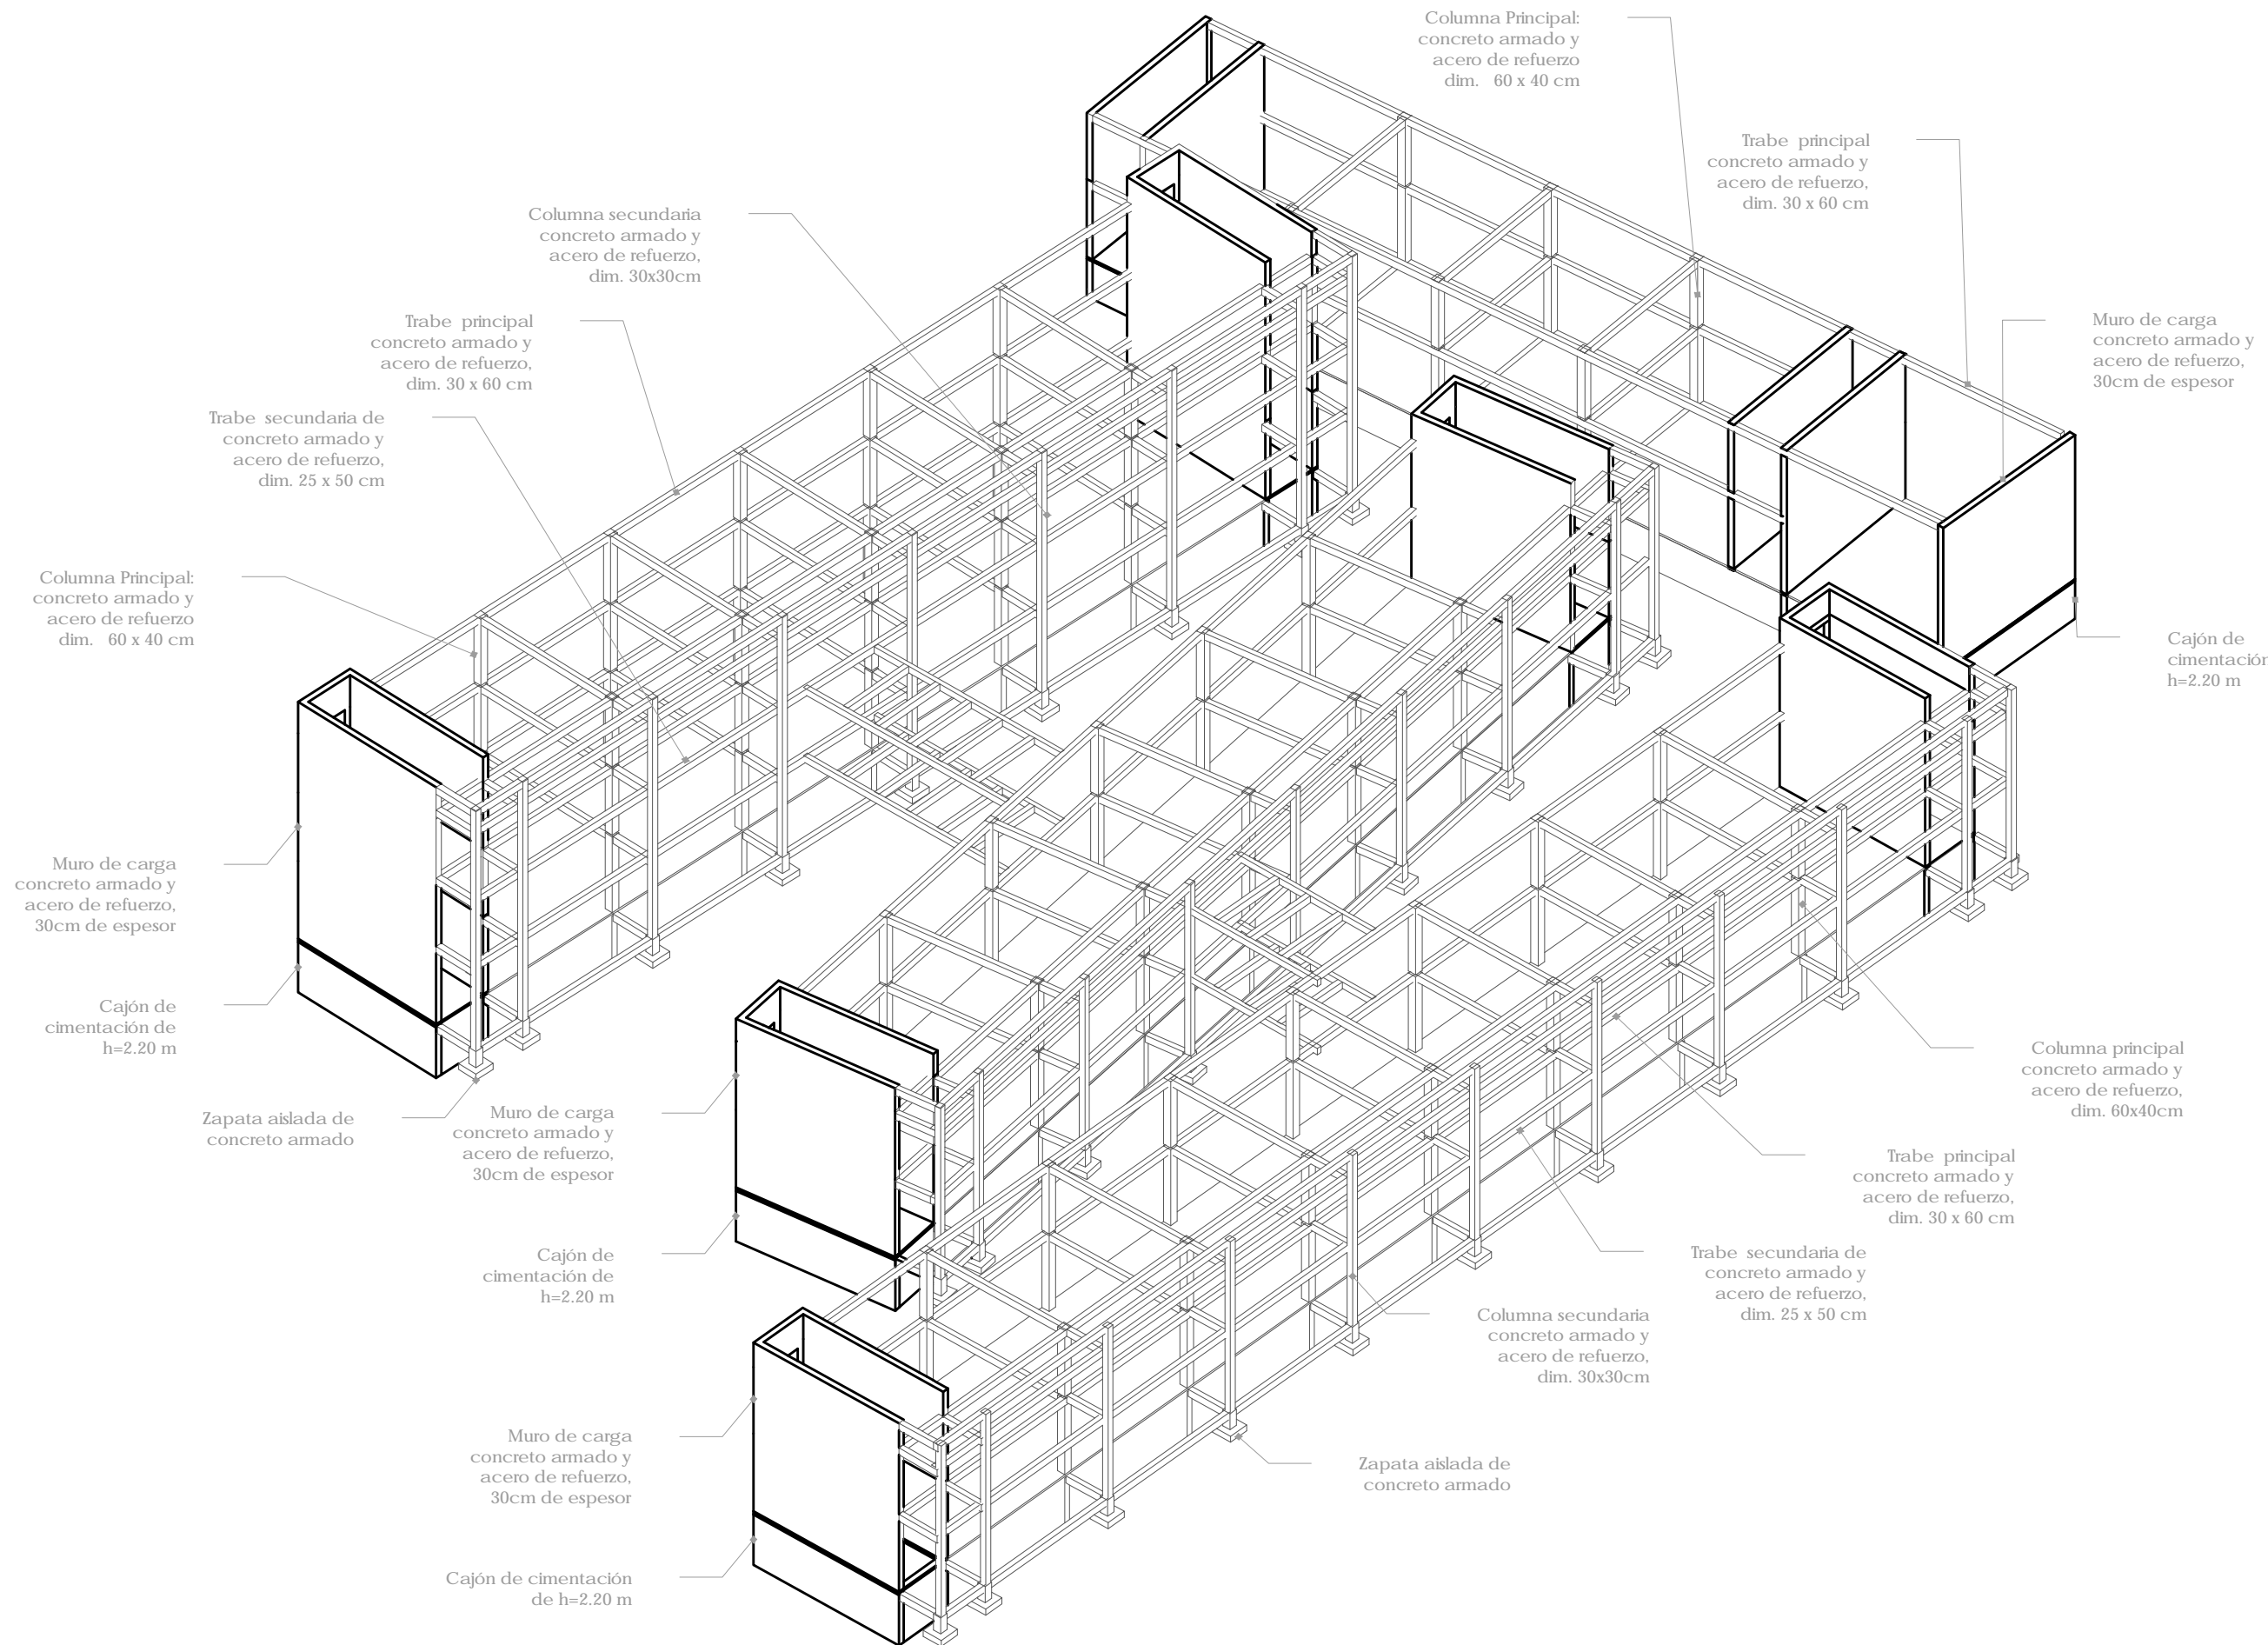 Columna Principal:
concreto armado y
acero de refuerzo
dim. 60 x 40 cm
Trabe principal
concreto armado y
acero de refuerzo,
dim. 30 x 60 cm
Columna secundaria
concreto armado y
acero de refuerzo,
dim. 30x30cm
Trabe principal
concreto armado y
acero de refuerzo,
dim. 30 x 60 cm
Muro de carga
concreto armado y
acero de refuerzo,
30cm de espesor
Trabe secundaria de
concreto armado y
acero de refuerzo,
dim. 25 x 50 cm
Columna Principal:
concreto armado y
acero de refuerzo
dim. 60 x 40 cm
Cajón de
cimentación
h=2.20 m
Muro de carga
concreto armado y
acero de refuerzo,
30cm de espesor
Cajón de
cimentación de
h=2.20 m
Zapata aislada de
concreto armado
Muro de carga
concreto armado y
acero de refuerzo,
30cm de espesor
Columna principal
concreto armado y
acero de refuerzo,
dim. 60x40cm
Trabe principal
concreto armado y
acero de refuerzo,
dim. 30 x 60 cm
Cajón de
cimentación de
h=2.20 m
Trabe secundaria de
concreto armado y
acero de refuerzo,
dim. 25 x 50 cm
Columna secundaria
concreto armado y
acero de refuerzo,
dim. 30x30cm
Muro de carga
concreto armado y
acero de refuerzo,
30cm de espesor
Zapata aislada de
concreto armado
Cajón de cimentación
de h=2.20 m